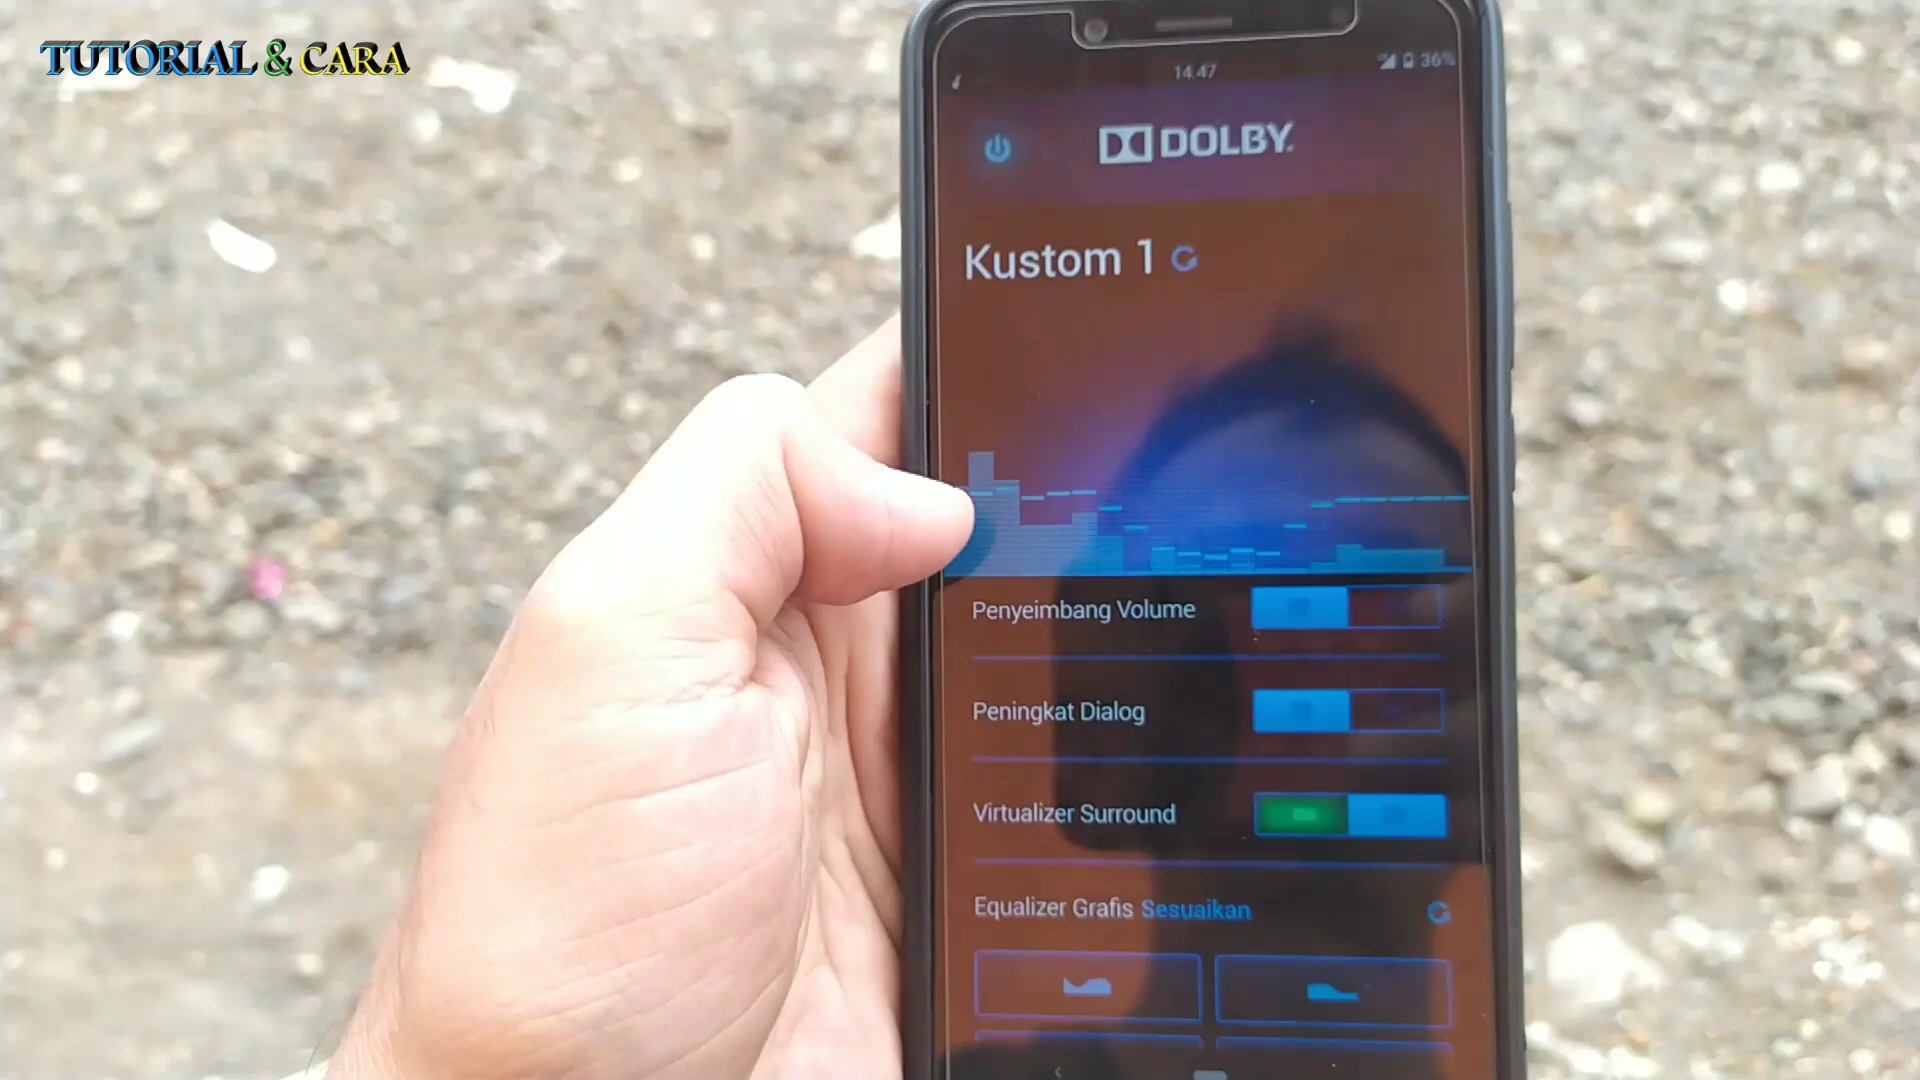 TUTORIAL & CARA
14.47
36%
DOLBY
Kustom 1
Penyeimbang Volume
Peningkat Dialog
Virtualizer Surround
Equalizer Grafis Sesuaikan